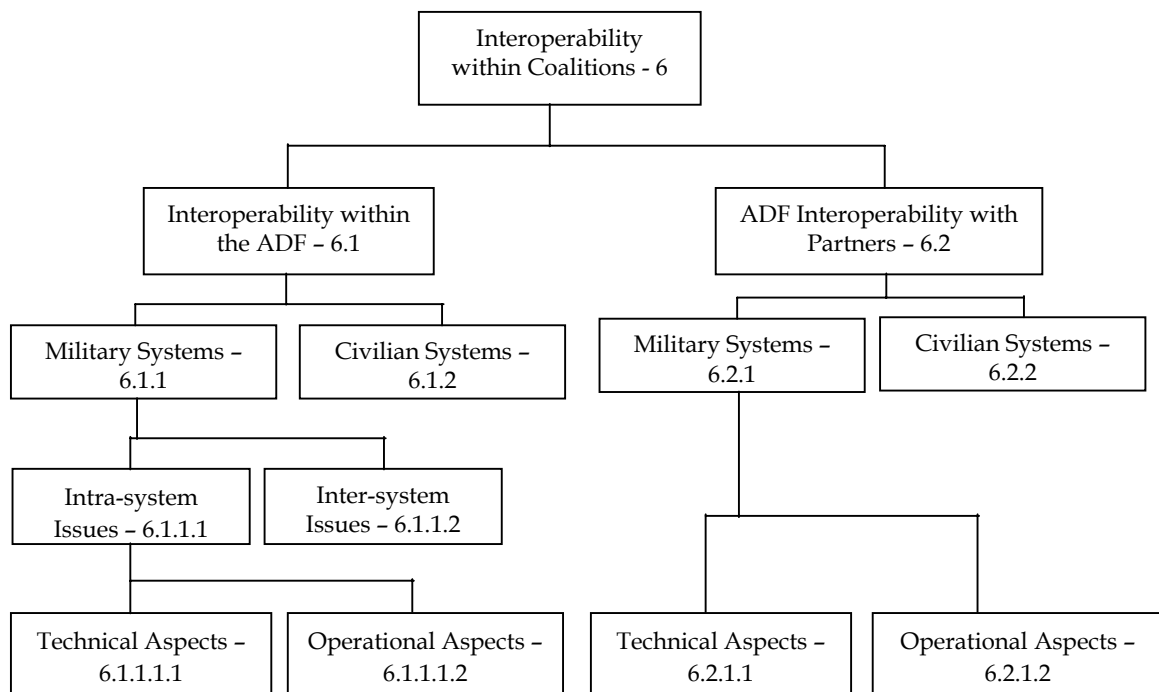 Interoperability
within Coalitions - 6
Interoperability within
the ADF – 6.1
ADF Interoperability with
Partners – 6.2
Military Systems –
6.1.1
Civilian Systems –
6.1.2
Military Systems –
6.2.1
Civilian Systems –
6.2.2
Intra-system
Issues – 6.1.1.1
Inter-system
Issues – 6.1.1.2
Technical Aspects –
6.1.1.1.1
Operational Aspects –
6.1.1.1.2
Technical Aspects –
6.2.1.1
Operational Aspects –
6.2.1.2